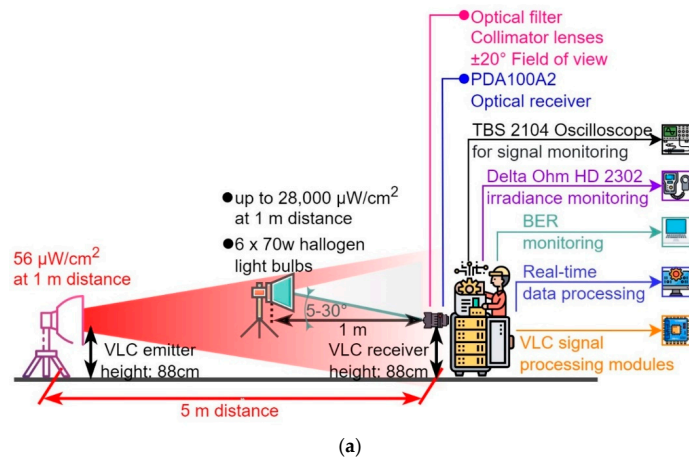 Optical filter
Collimator lenses
±20° Field of view
PDA100A2
Optical receiver
TBS 2104 Oscilloscope
for signal monitoring
Delta Ohm HD 2302
irradiance monitoring
BER
monitoring
Real-time
data processing
VLC signal
processing modules
up to 28,000 µW/cm²
at 1 m distance
6 x 70w hallogen
light bulbs
56 µW/cm²
at 1 m distance
5-30°
1 m
VLC emitter
height: 88cm
VLC receiver
height: 88cm
5 m distance
(a)